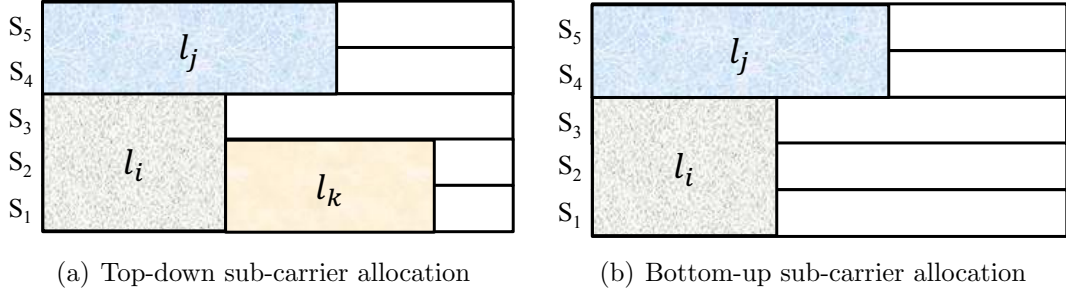 S₅
S₄
S₃
S₂
S₁
l_j
l_i
l_k
(a) Top-down sub-carrier allocation
S₅
S₄
S₃
S₂
S₁
l_j
l_i
(b) Bottom-up sub-carrier allocation